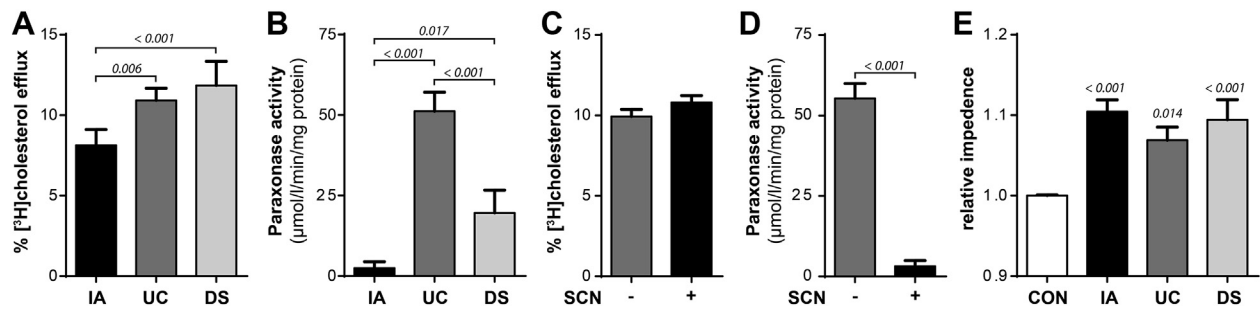 A
% [³H]cholesterol efflux
15
10
5
0
< 0.001
0.006
IA UC DS
B
Paraxonase activity
(µmol/l/min/mg protein)
75
50
25
0
0.017
< 0.001
< 0.001
IA UC DS
C
% [³H]cholesterol efflux
15
10
5
0
SCN - +
D
Paraxonase activity
(µmol/l/min/mg protein)
75
50
25
0
< 0.001
SCN - +
E
relative impedence
1.2
1.1
1.0
0.9
< 0.001
0.014
< 0.001
CON IA UC DS